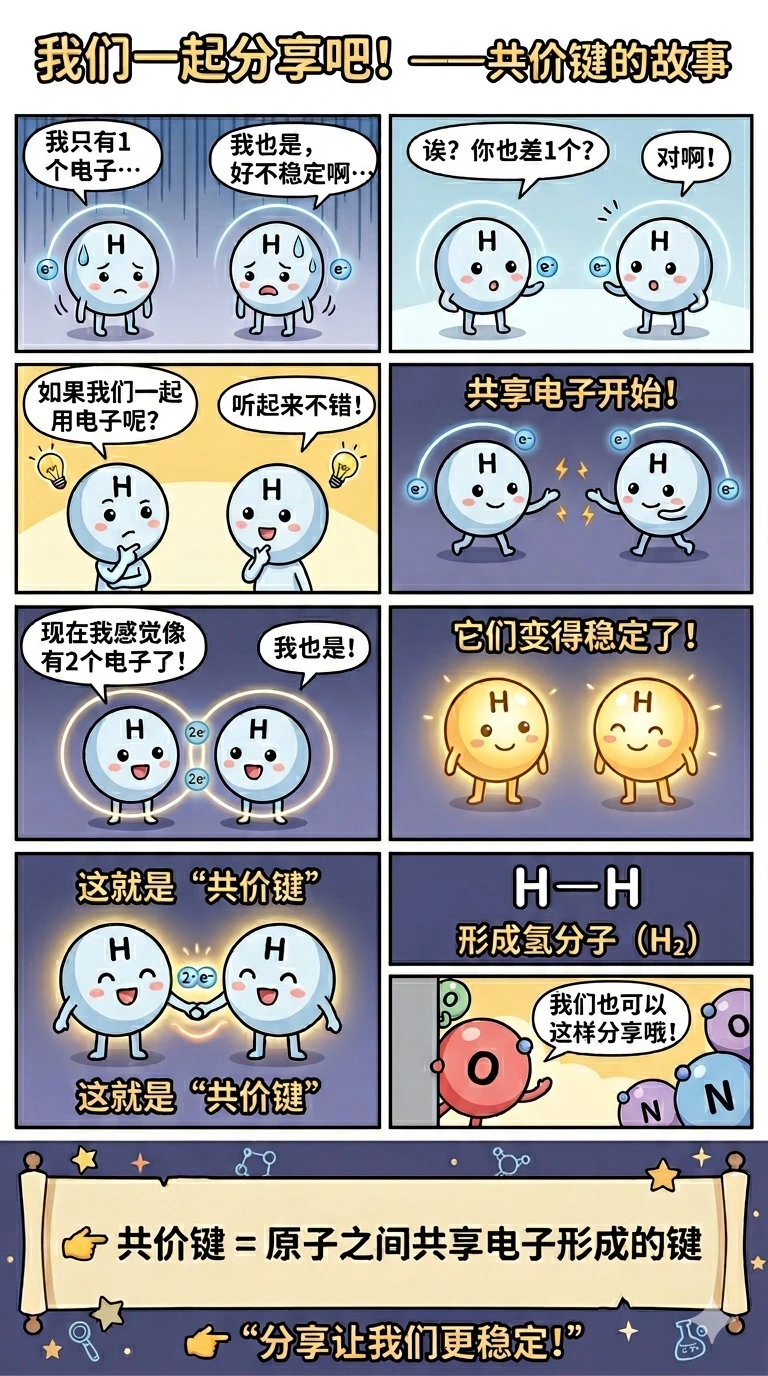 我们一起分享吧！——共价键的故事
我只有1
个电子…
我也是，
好不稳定啊…
H
H
e-
e-
诶？你也差1个？
对啊！
H
H
e-
e-
如果我们一起
用电子呢？
听起来不错！
H
H
共享电子开始！
e-
e-
H
H
e-
e-
现在我感觉像
有2个电子了！
我也是！
H
H
2e-
2e-
它们变得稳定了！
H
H
这就是“共价键”
H
H
2·e-
这就是“共价键”
H—H
形成氢分子（H₂）
我们也可以
这样分享哦！
O
O
O
N
N
👉 共价键 = 原子之间共享电子形成的键
👉 “分享让我们更稳定！”